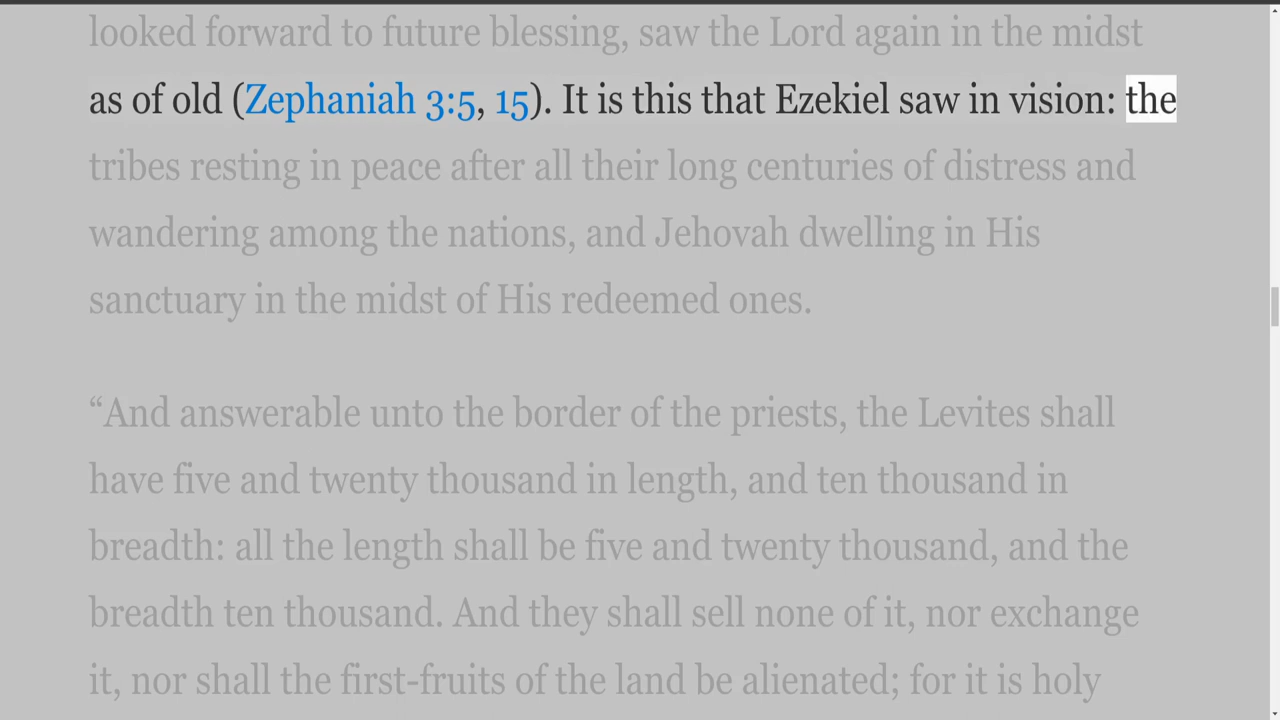 looked forward to future blessing, saw the Lord again in the midst
as of old (Zephaniah 3:5, 15). It is this that Ezekiel saw in vision: the
tribes resting in peace after all their long centuries of distress and
wandering among the nations, and Jehovah dwelling in His
sanctuary in the midst of His redeemed ones.
“And answerable unto the border of the priests, the Levites shall
have five and twenty thousand in length, and ten thousand in
breadth: all the length shall be five and twenty thousand, and the
breadth ten thousand. And they shall sell none of it, nor exchange
it, nor shall the first-fruits of the land be alienated; for it is holy